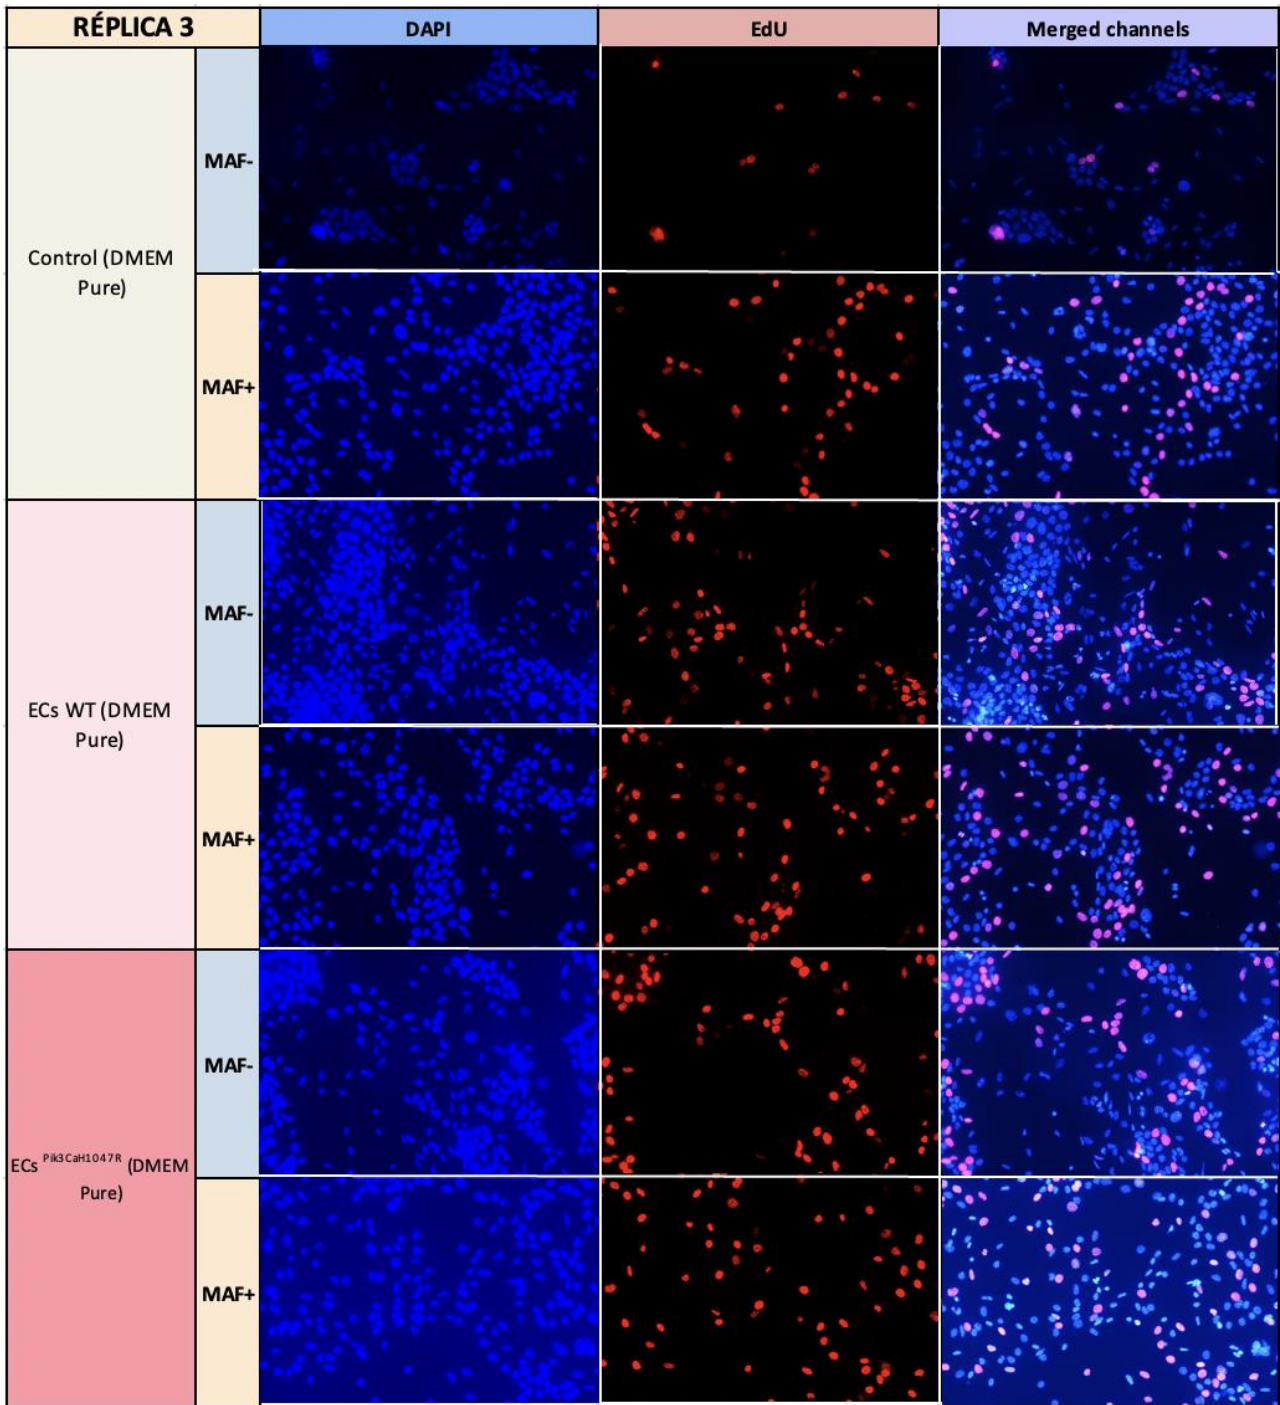 RÉPLICA 3
DAPI
EdU
Merged channels
Control (DMEM
Pure)
MAF-
MAF+
ECs WT (DMEM
Pure)
MAF-
MAF+
ECs Pik3CaH1047R (DMEM
Pure)
MAF-
MAF+